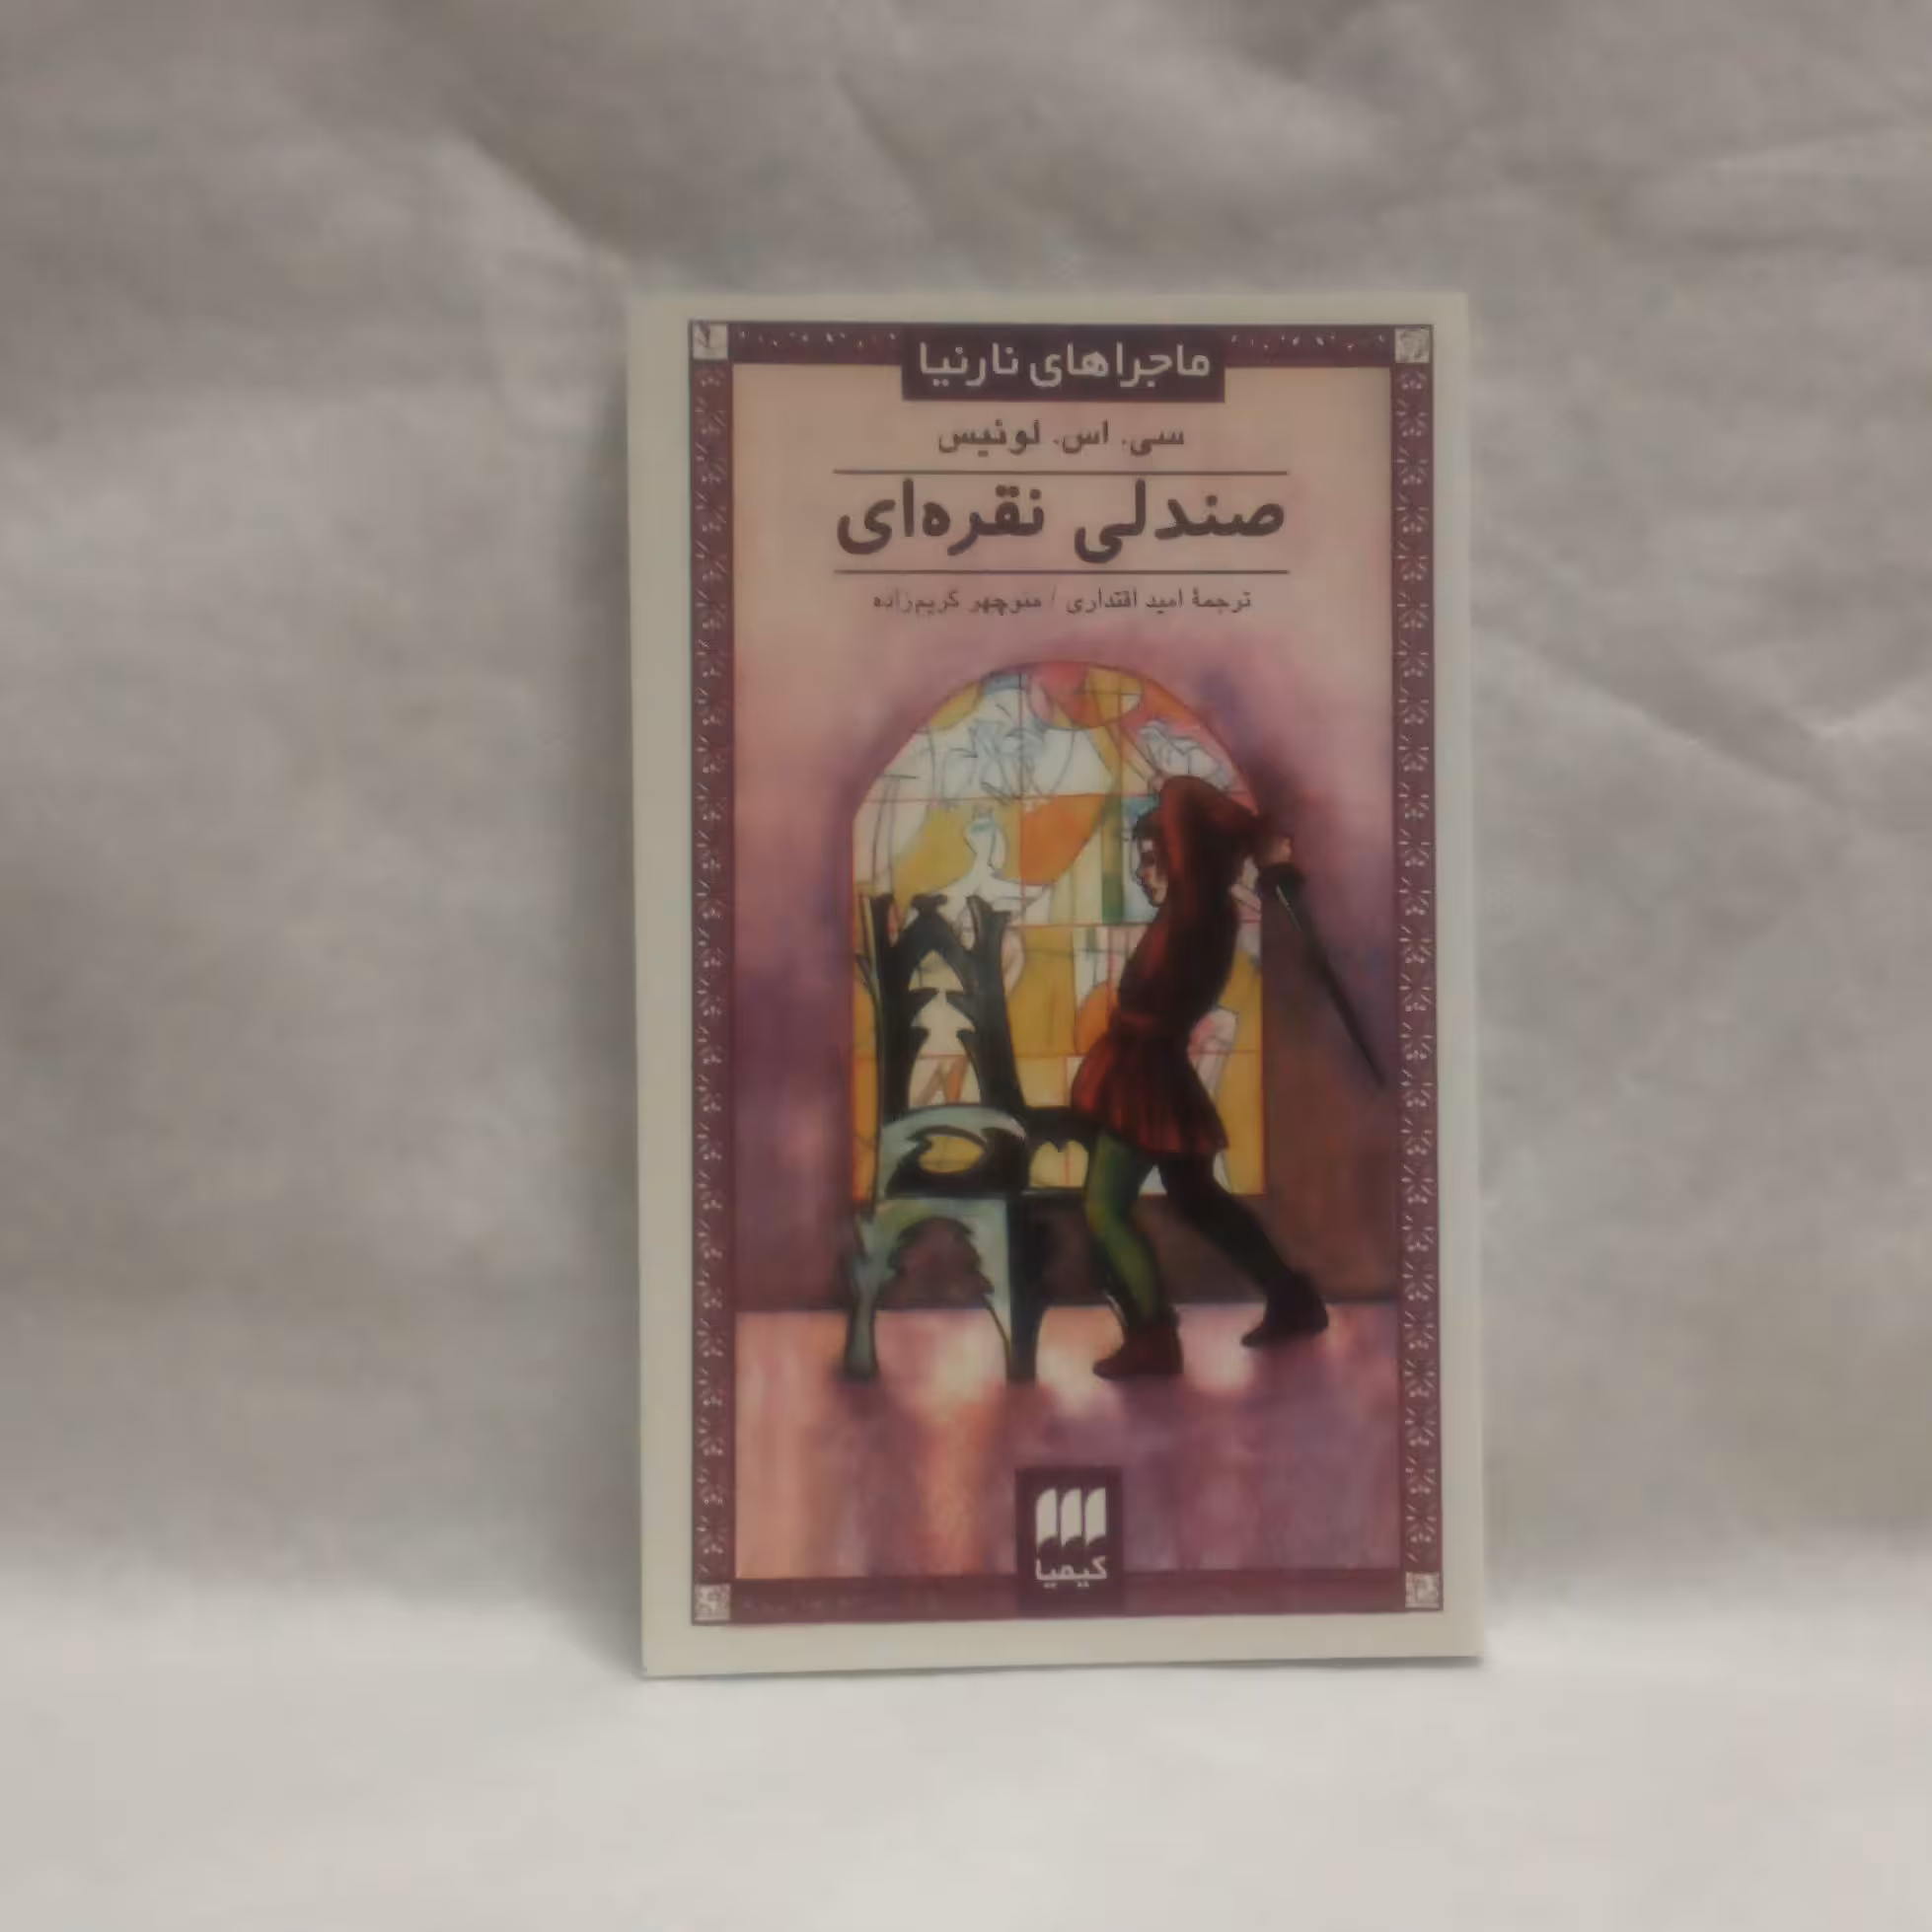 ماجراهای نارنیا
سی. اس. لوئیس
صندلی نقره‌ای
ترجمهٔ امید اقتداری / منوچهر کریم‌زاده
کیمیا